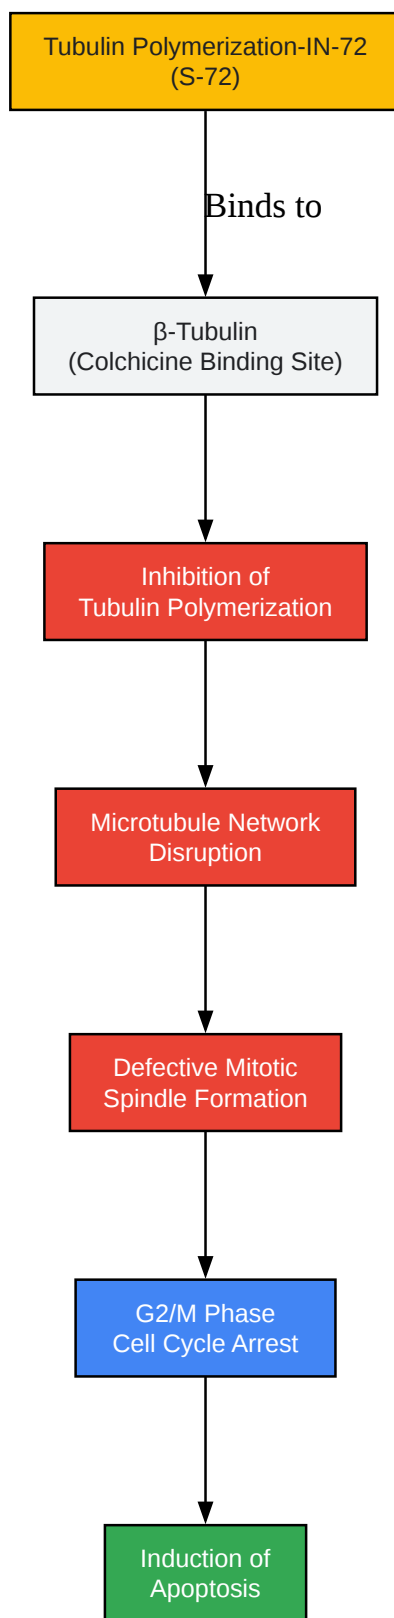 Tubulin Polymerization-IN-72
(S-72)
Binds to
β-Tubulin
(Colchicine Binding Site)
Inhibition of
Tubulin Polymerization
Microtubule Network
Disruption
Defective Mitotic
Spindle Formation
G2/M Phase
Cell Cycle Arrest
Induction of
Apoptosis